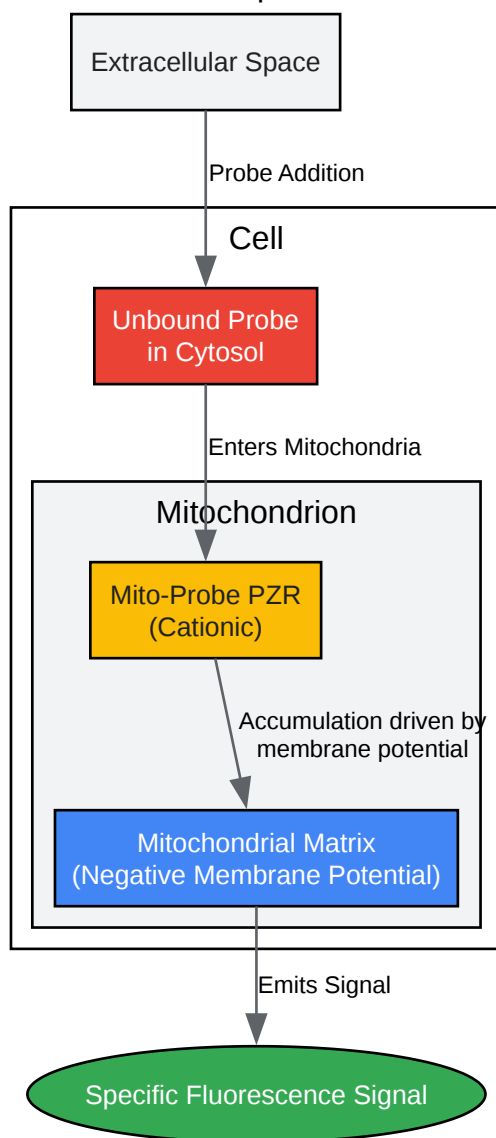 Extracellular Space
Probe Addition
Cell
Unbound Probe
in Cytosol
Enters Mitochondria
Mitochondrion
Mito-Probe PZR
(Cationic)
Accumulation driven by
membrane potential
Mitochondrial Matrix
(Negative Membrane Potential)
Emits Signal
Specific Fluorescence Signal